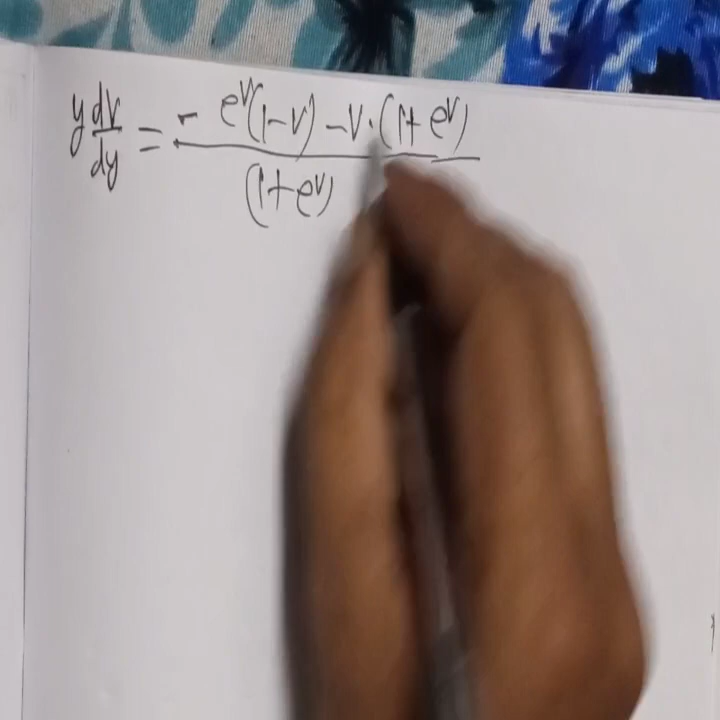 y dv/dy = - e^v(1-v) - v·(1+e^v) / (1+e^v)